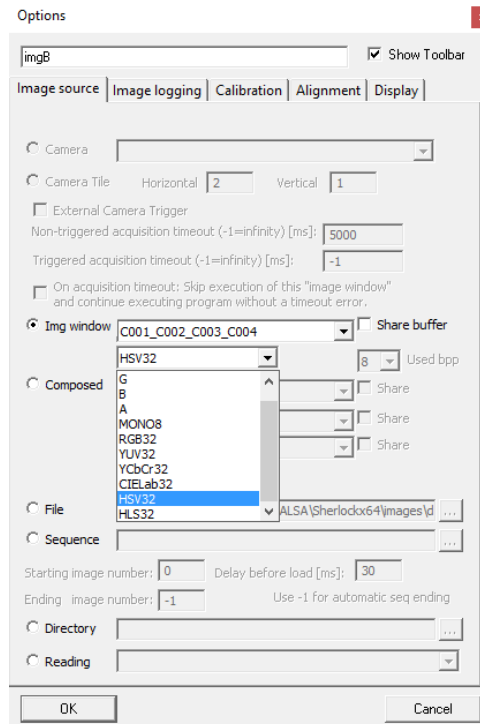 Options
imgB
Show Toolbar
Image source Image logging Calibration Alignment Display
Camera
Camera Tile Horizontal 2 Vertical 1
External Camera Trigger
Non-triggered acquisition timeout (-1=infinity) [ms]: 5000
Triggered acquisition timeout (-1=infinity) [ms]: -1
On acquisition timeout: Skip execution of this "image window"
and continue executing program without a timeout error.
Img window C001_C002_C003_C004 Share buffer
HSV32 8 Used bpp
Composed G Share
B
A
MONO8 Share
RGB32
YUV32 Share
YCbCr32
CIELab32
HSV32
File HLS32 ALSA\Sherlockx64\images\d ...
Sequence ...
Starting image number: 0 Delay before load [ms]: 30
Ending image number: -1 Use -1 for automatic seq ending
Directory ...
Reading
OK Cancel